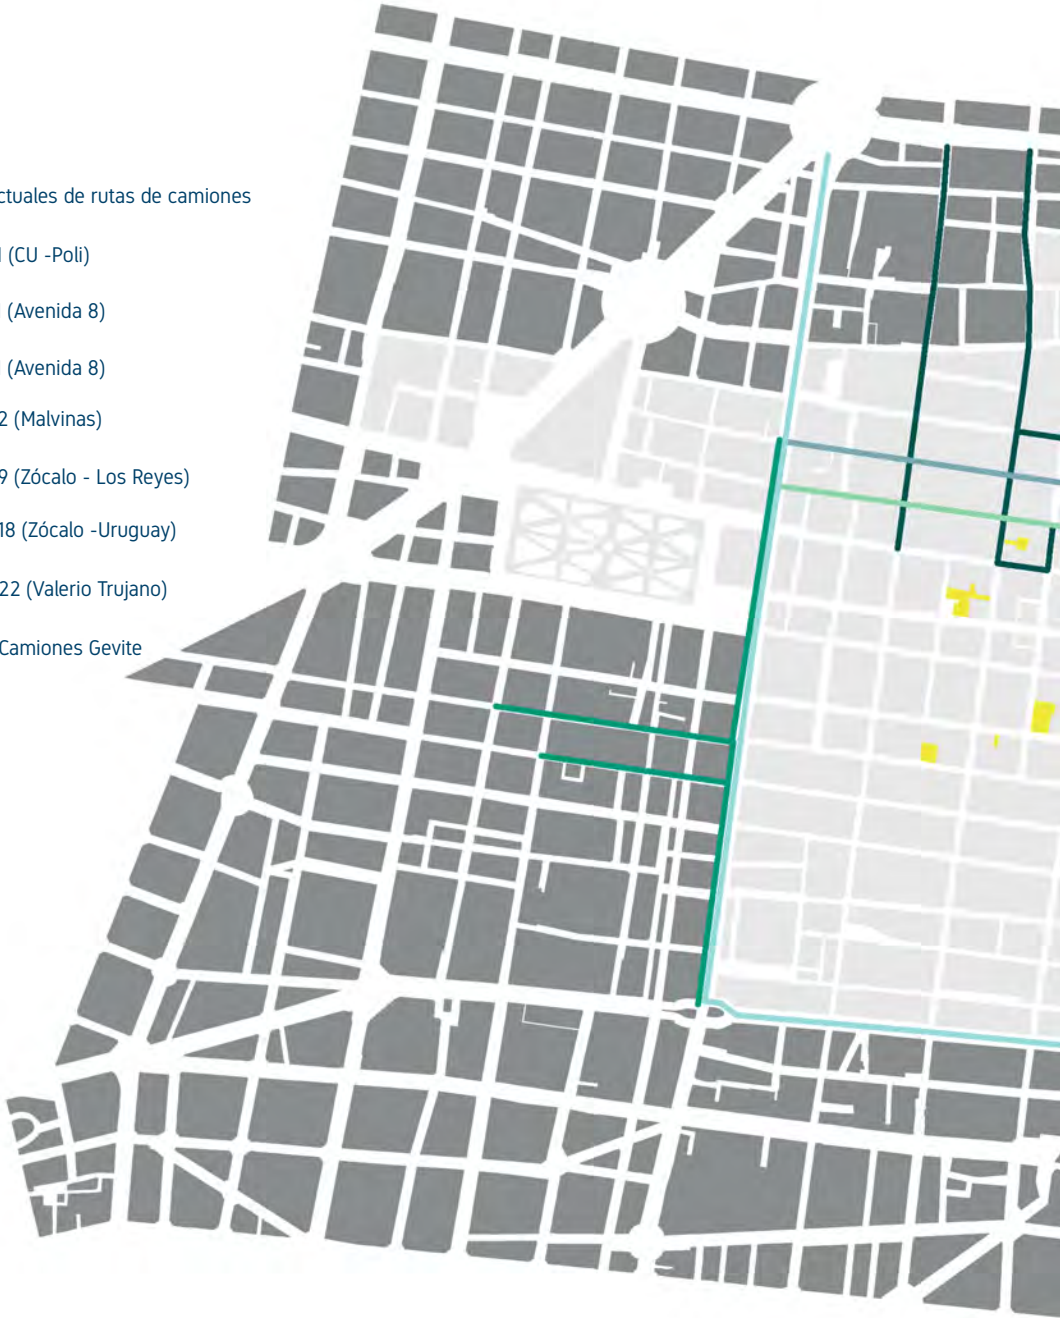 ctuales de rutas de camiones
(CU -Poli)
(Avenida 8)
(Avenida 8)
2 (Malvinas)
9 (Zócalo - Los Reyes)
18 (Zócalo -Uruguay)
22 (Valerio Trujano)
Camiones Gevite